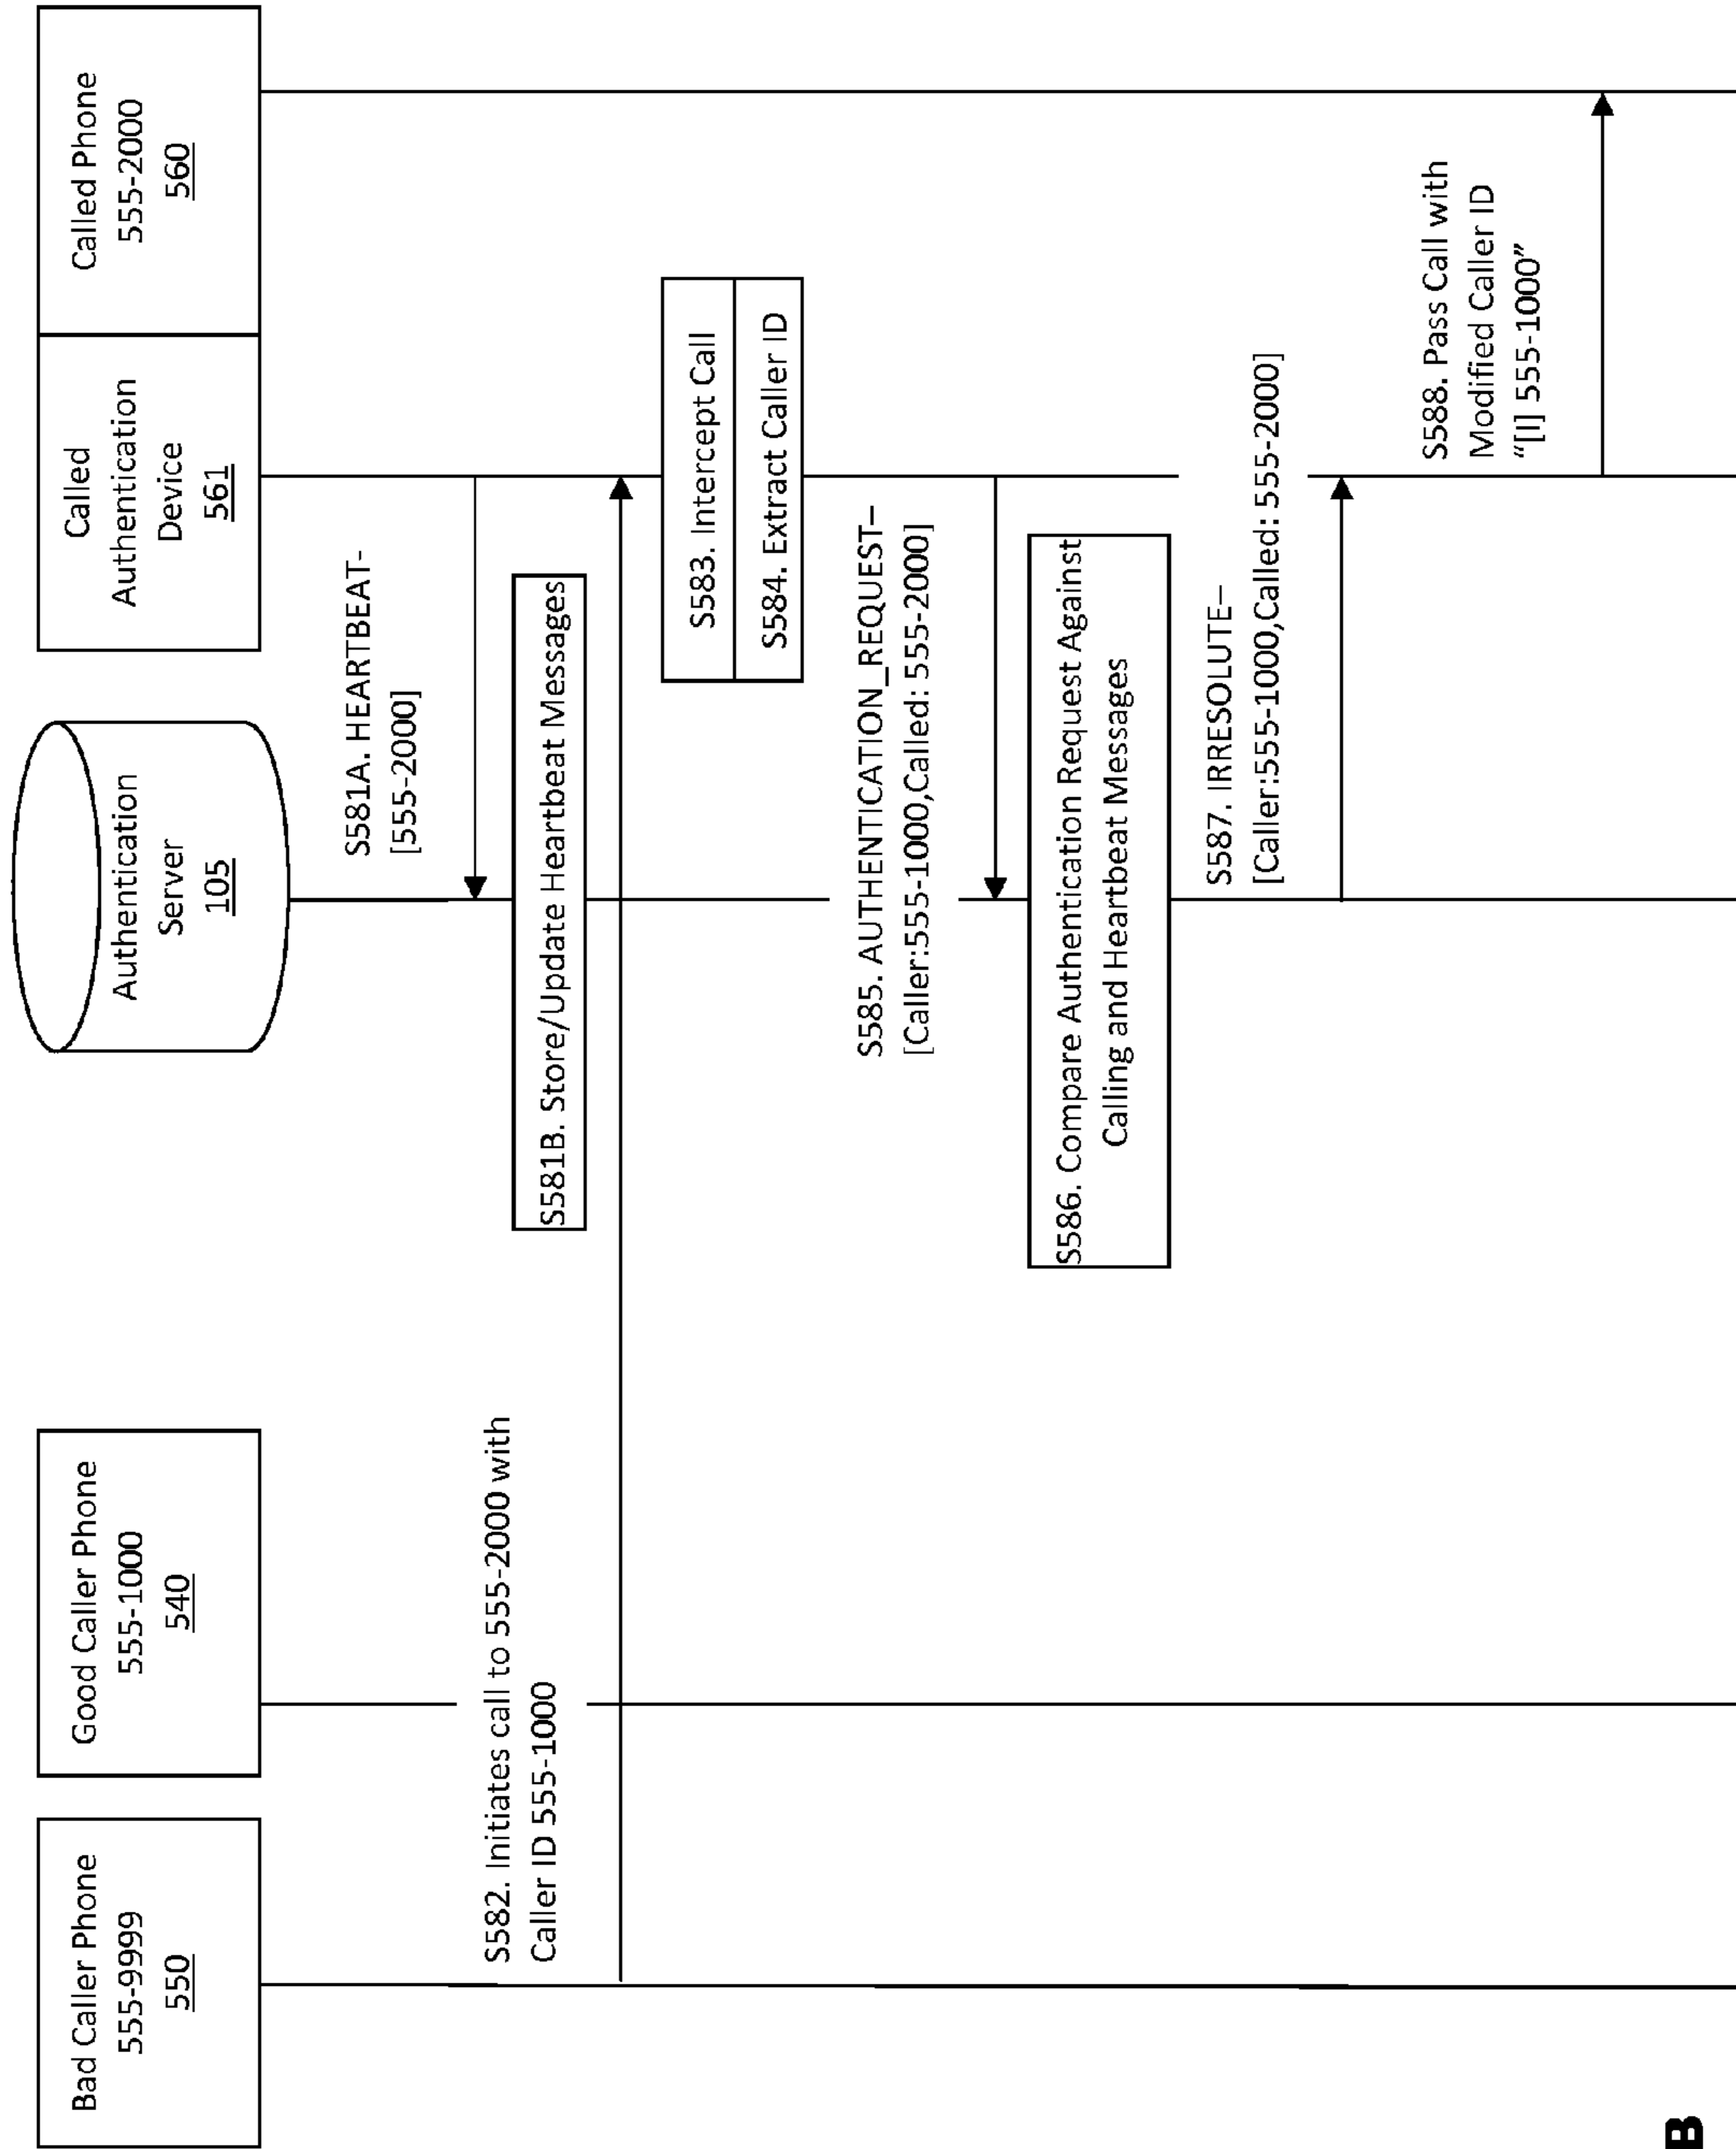 Bad Caller Phone
555-9999
550
Good Caller Phone
555-1000
540
Authentication
Server
105
Called
Authentication
Device
561
Called Phone
555-2000
560
S581A. HEARTBEAT-
[555-2000]
S581B. Store/Update Heartbeat Messages
S582. Initiates call to 555-2000 with
Caller ID 555-1000
S583. Intercept Call
S584. Extract Caller ID
S585. AUTHENTICATION_REQUEST–
[Caller:555-1000,Called: 555-2000]
S586. Compare Authentication Request Against
Calling and Heartbeat Messages
S587. IRRESOLUTE–
[Caller:555-1000,Called: 555-2000]
S588. Pass Call with
Modified Caller ID
“[I] 555-1000”
B